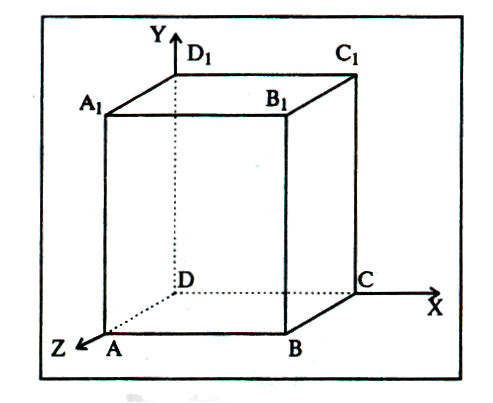 Y
D₁ C₁
A₁ B₁
D C
X
Z A B